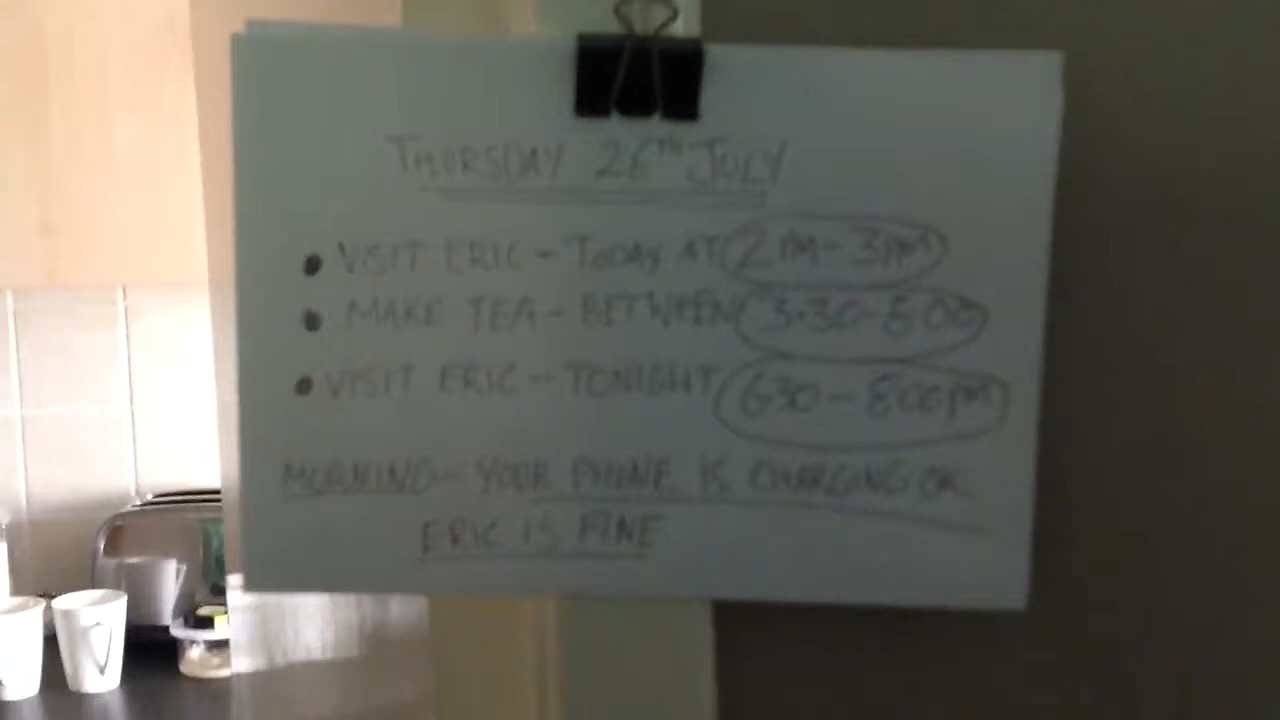 THURSDAY 26TH JULY
VISIT ERIC - TODAY AT 2PM - 3PM
MAKE TEA - BETWEEN 3.30 - 5.00
VISIT ERIC - TONIGHT 6.30 - 8.00pm
MORNING - YOUR PHONE IS CHARGING OK
ERIC IS FINE